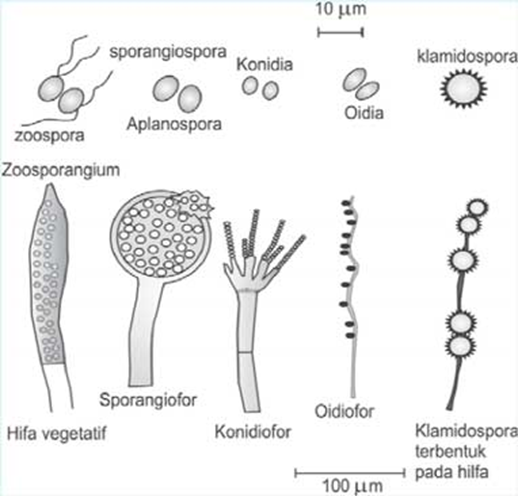 10 µm
sporangiospora
Konidia
klamidospora
zoospora
Aplanospora
Oidia
Zoosporangium
Hifa vegetatif
Sporangiofor
Konidiofor
Oidiofor
Klamidospora
terbentuk
pada hilfa
100 µm